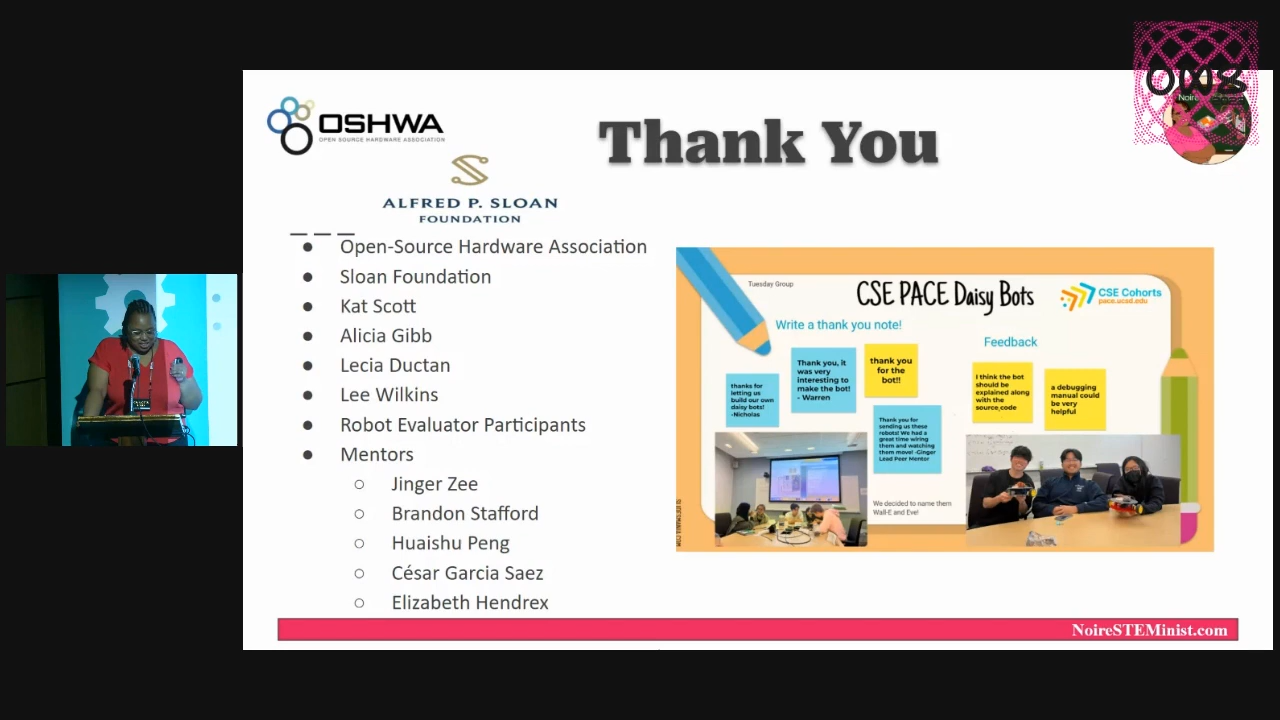 OHS
Noire
OSHWA
OPEN SOURCE HARDWARE ASSOCIATION
Thank You
ALFRED P. SLOAN
FOUNDATION
● Open-Source Hardware Association
● Sloan Foundation
● Kat Scott
● Alicia Gibb
● Lecia Ductan
● Lee Wilkins
● Robot Evaluator Participants
● Mentors
○ Jinger Zee
○ Brandon Stafford
○ Huaishu Peng
○ César Garcia Saez
○ Elizabeth Hendrex
Tuesday Group
CSE PACE Daisy Bots
CSE Cohorts
pace.ucsd.edu
Write a thank you note!
Feedback
thanks for
letting us
build our own
daisy bots!
-Nicholas
Thank you, it
was very
interesting to
make the bot!
- Warren
thank you
for the
bot!!
Thank you for
sending us these
robots! We had a
great time wiring
them and watching
them move! -Ginger
Lead Peer Mentor
I think the bot
should be
explained along
with the
source code
a debugging
manual could
be very
helpful
We decided to name them
Wall-E and Eve!
NoireSTEMinist.com